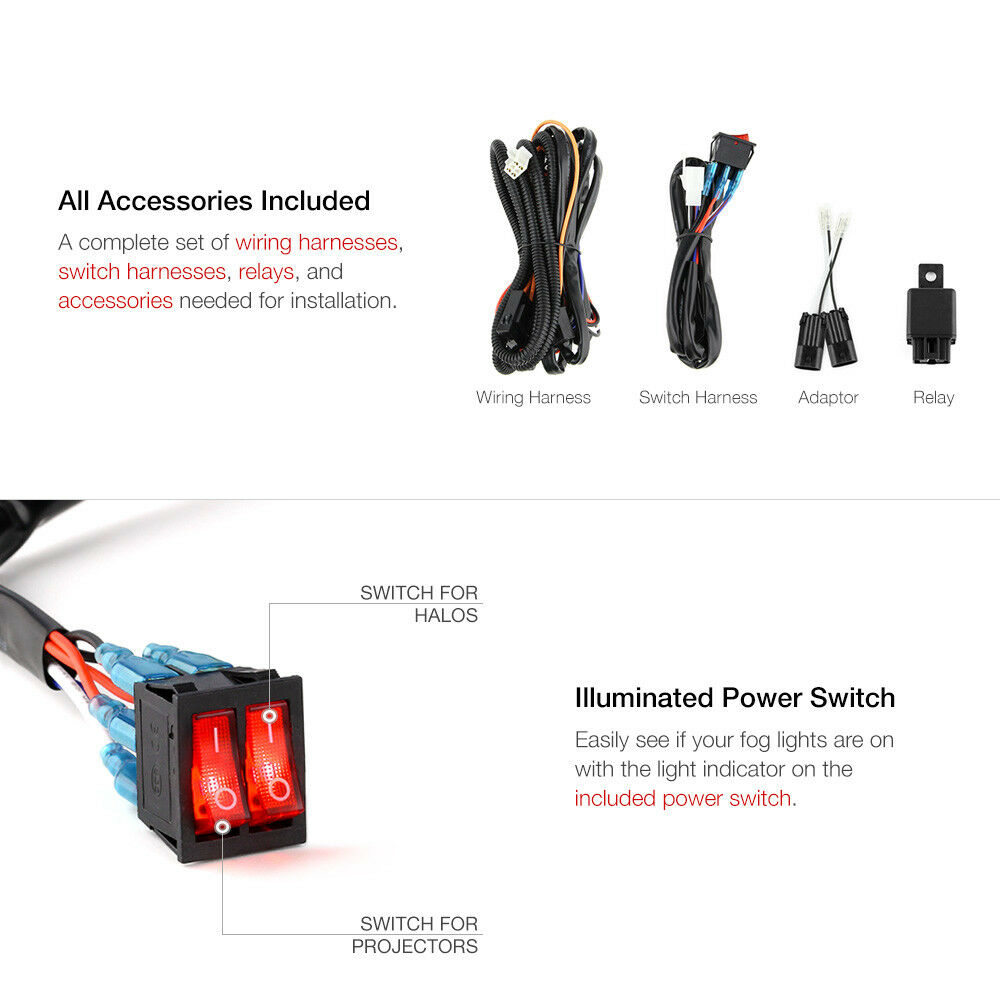 All Accessories Included
A complete set of wiring harnesses,
switch harnesses, relays, and
accessories needed for installation.
Wiring Harness
Switch Harness
Adaptor
Relay
SWITCH FOR
HALOS
Illuminated Power Switch
Easily see if your fog lights are on
with the light indicator on the
included power switch.
SWITCH FOR
PROJECTORS